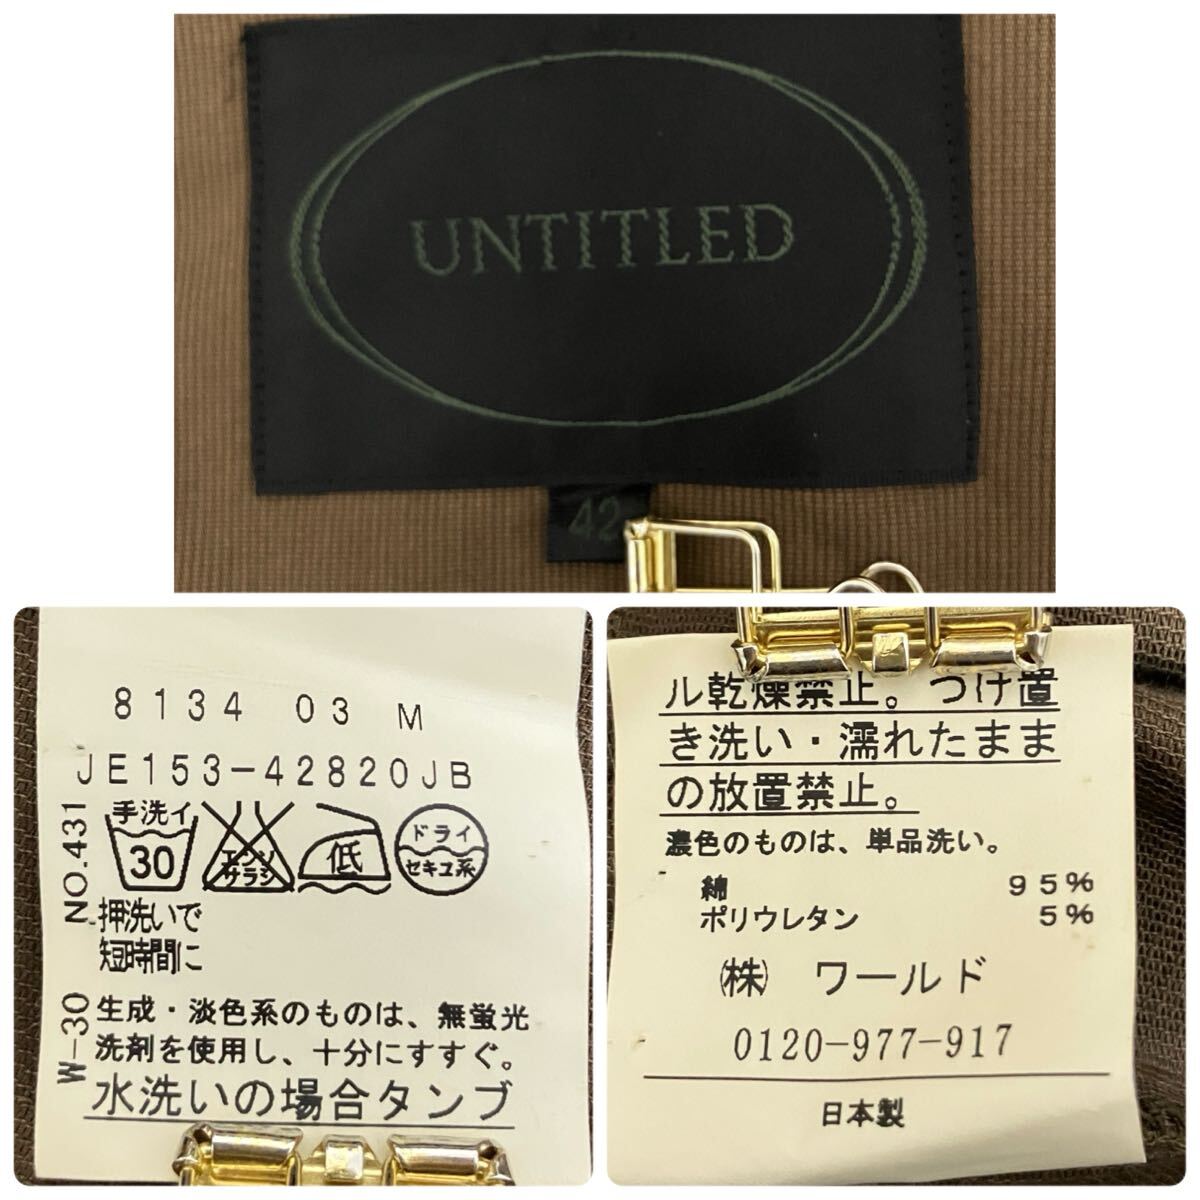 UNTITLED
42
8134 03 M
JE153-42820JB
NO.431
手洗イ
30
エンソ
サラシ
低
ドライ
セキユ系
押洗いで
短時間に
W-30
生成・淡色系のものは、無蛍光
洗剤を使用し、十分にすすぐ。
水洗いの場合タンブ
ル乾燥禁止。つけ置
き洗い・濡れたまま
の放置禁止。
濃色のものは、単品洗い。
綿 95%
ポリウレタン 5%
㈱ ワールド
0120-977-917
日本製